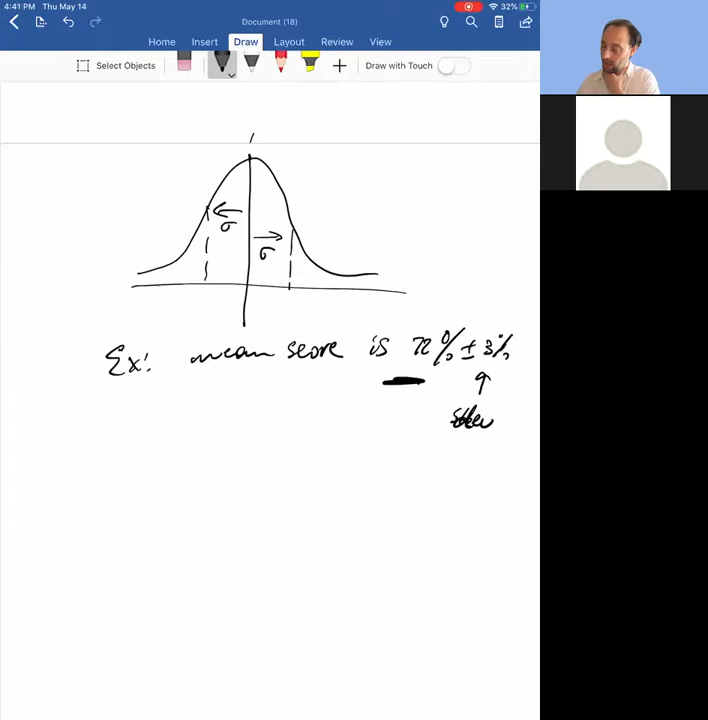 4:41 PM Thu May 14
32%
Document (18)
Home Insert Draw Layout Review View
Select Objects
Draw with Touch
σ
σ
Ex: mean score is 72% ± 3%